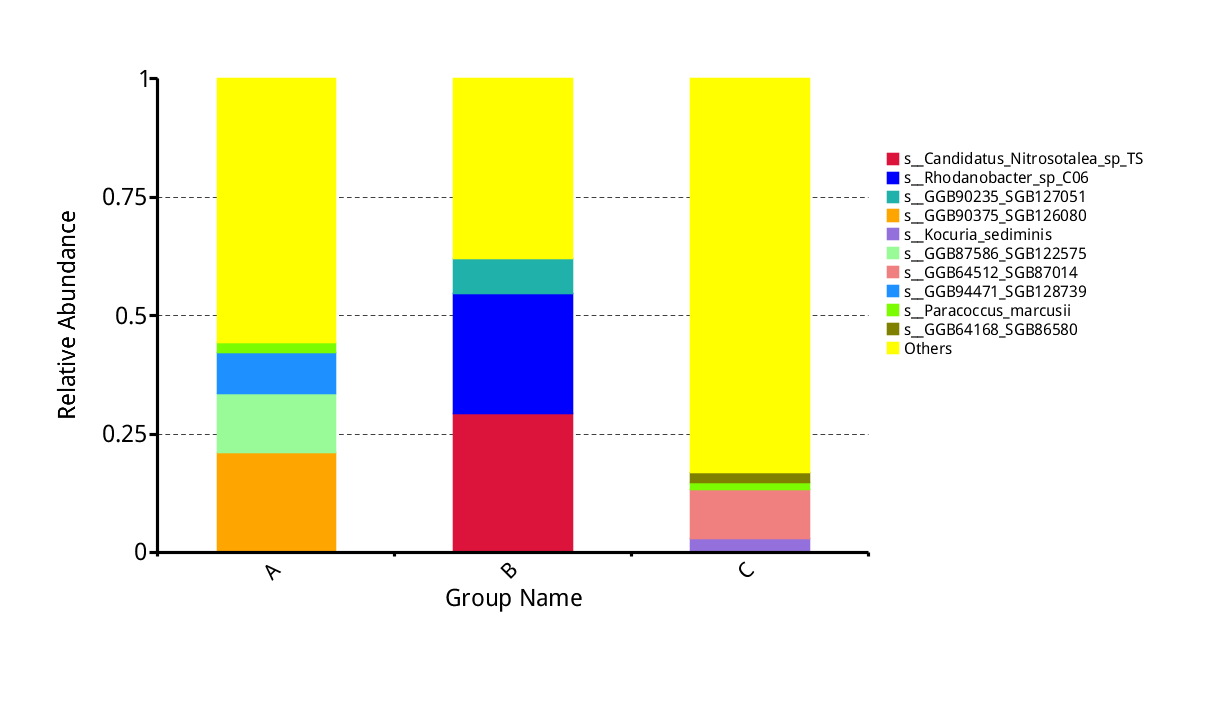 1
0.75
0.5
0.25
0
Relative Abundance
A
B
C
Group Name
s__Candidatus_Nitrosotalea_sp_TS
s__Rhodanobacter_sp_C06
s__GGB90235_SGB127051
s__GGB90375_SGB126080
s__Kocuria_sediminis
s__GGB87586_SGB122575
s__GGB64512_SGB87014
s__GGB94471_SGB128739
s__Paracoccus_marcusii
s__GGB64168_SGB86580
Others